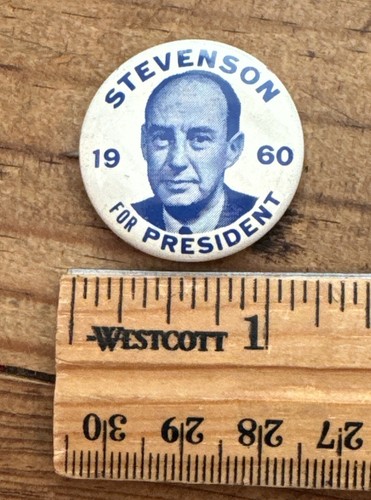 STEVENSON
19 60
FOR PRESIDENT
WESTCOTT 1
30 29 28 27